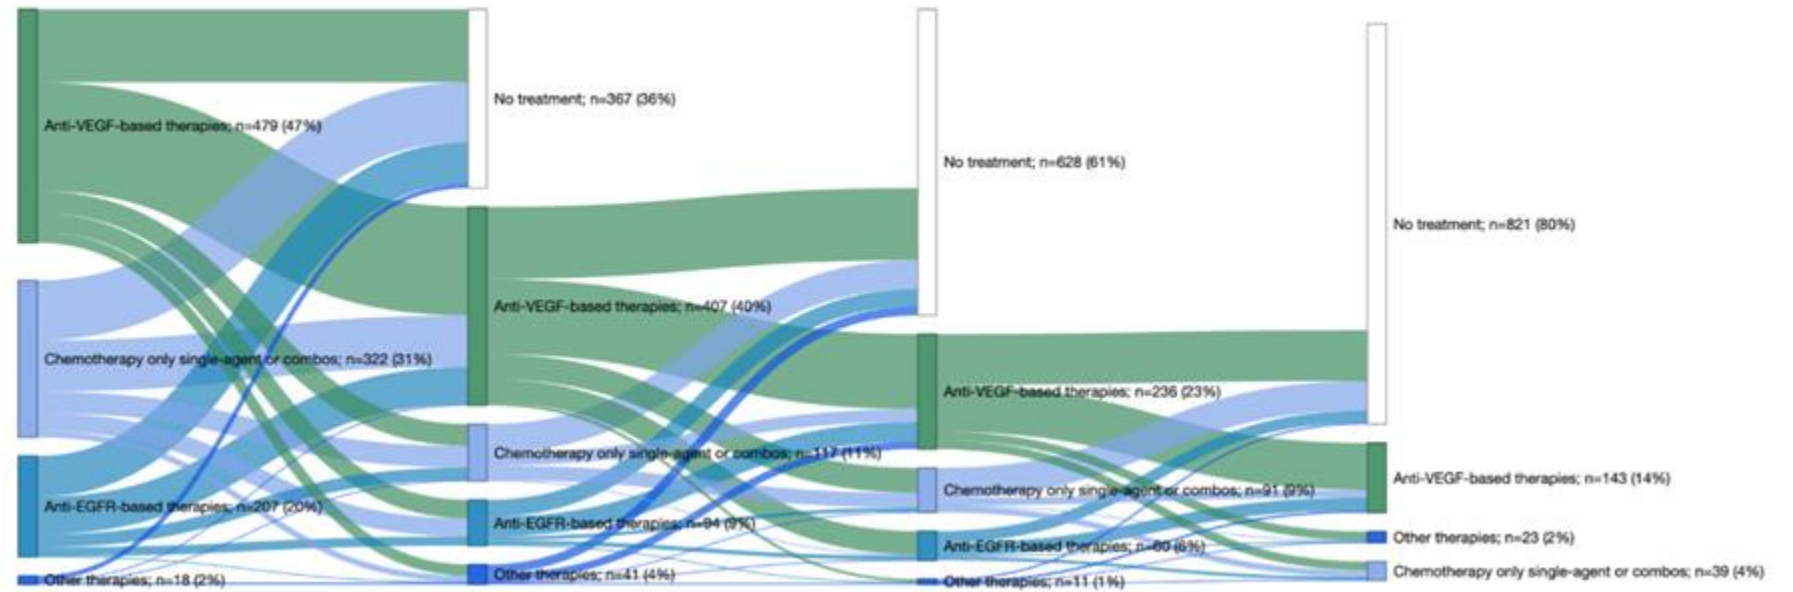 Anti-VEGF-based therapies; n=479 (47%)
Chemotherapy only single-agent or combos; n=322 (31%)
Anti-EGFR-based therapies; n=207 (20%)
Other therapies; n=18 (2%)
No treatment; n=367 (36%)
Anti-VEGF-based therapies; n=407 (40%)
Chemotherapy only single-agent or combos; n=117 (11%)
Anti-EGFR-based therapies; n=94 (9%)
Other therapies; n=41 (4%)
No treatment; n=628 (61%)
Anti-VEGF-based therapies; n=236 (23%)
Chemotherapy only single-agent or combos; n=91 (9%)
Anti-EGFR-based therapies; n=60 (6%)
Other therapies; n=11 (1%)
No treatment; n=821 (80%)
Anti-VEGF-based therapies; n=143 (14%)
Other therapies; n=23 (2%)
Chemotherapy only single-agent or combos; n=39 (4%)